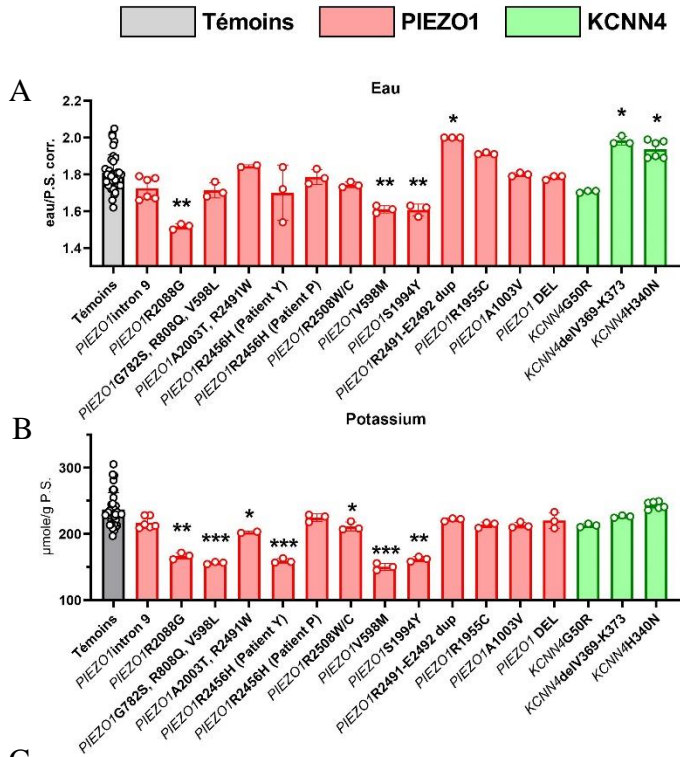 Témoins PIEZO1 KCNN4
A
Eau
eau/P.S. corr.
2.2
2.0
1.8
1.6
1.4
*
**
**
**
*
*
Témoins
PIEZO1intron 9
PIEZO1R2088G
PIEZO1G782S, R808Q, V598L
PIEZO1A2003T, R2491W
PIEZO1R2456H (Patient Y)
PIEZO1R2456H (Patient P)
PIEZO1R2508W/C
PIEZO1V598M
PIEZO1S1994Y
PIEZO1R2491-E2492 dup
PIEZO1R1955C
PIEZO1A1003V
PIEZO1 DEL
KCNN4G50R
KCNN4delV369-K373
KCNN4H340N
B
Potassium
µmole/g P.S.
300
250
200
150
100
**
***
*
***
*
***
**
Témoins
PIEZO1intron 9
PIEZO1R2088G
PIEZO1G782S, R808Q, V598L
PIEZO1A2003T, R2491W
PIEZO1R2456H (Patient Y)
PIEZO1R2456H (Patient P)
PIEZO1R2508W/C
PIEZO1V598M
PIEZO1S1994Y
PIEZO1R2491-E2492 dup
PIEZO1R1955C
PIEZO1A1003V
PIEZO1 DEL
KCNN4G50R
KCNN4delV369-K373
KCNN4H340N